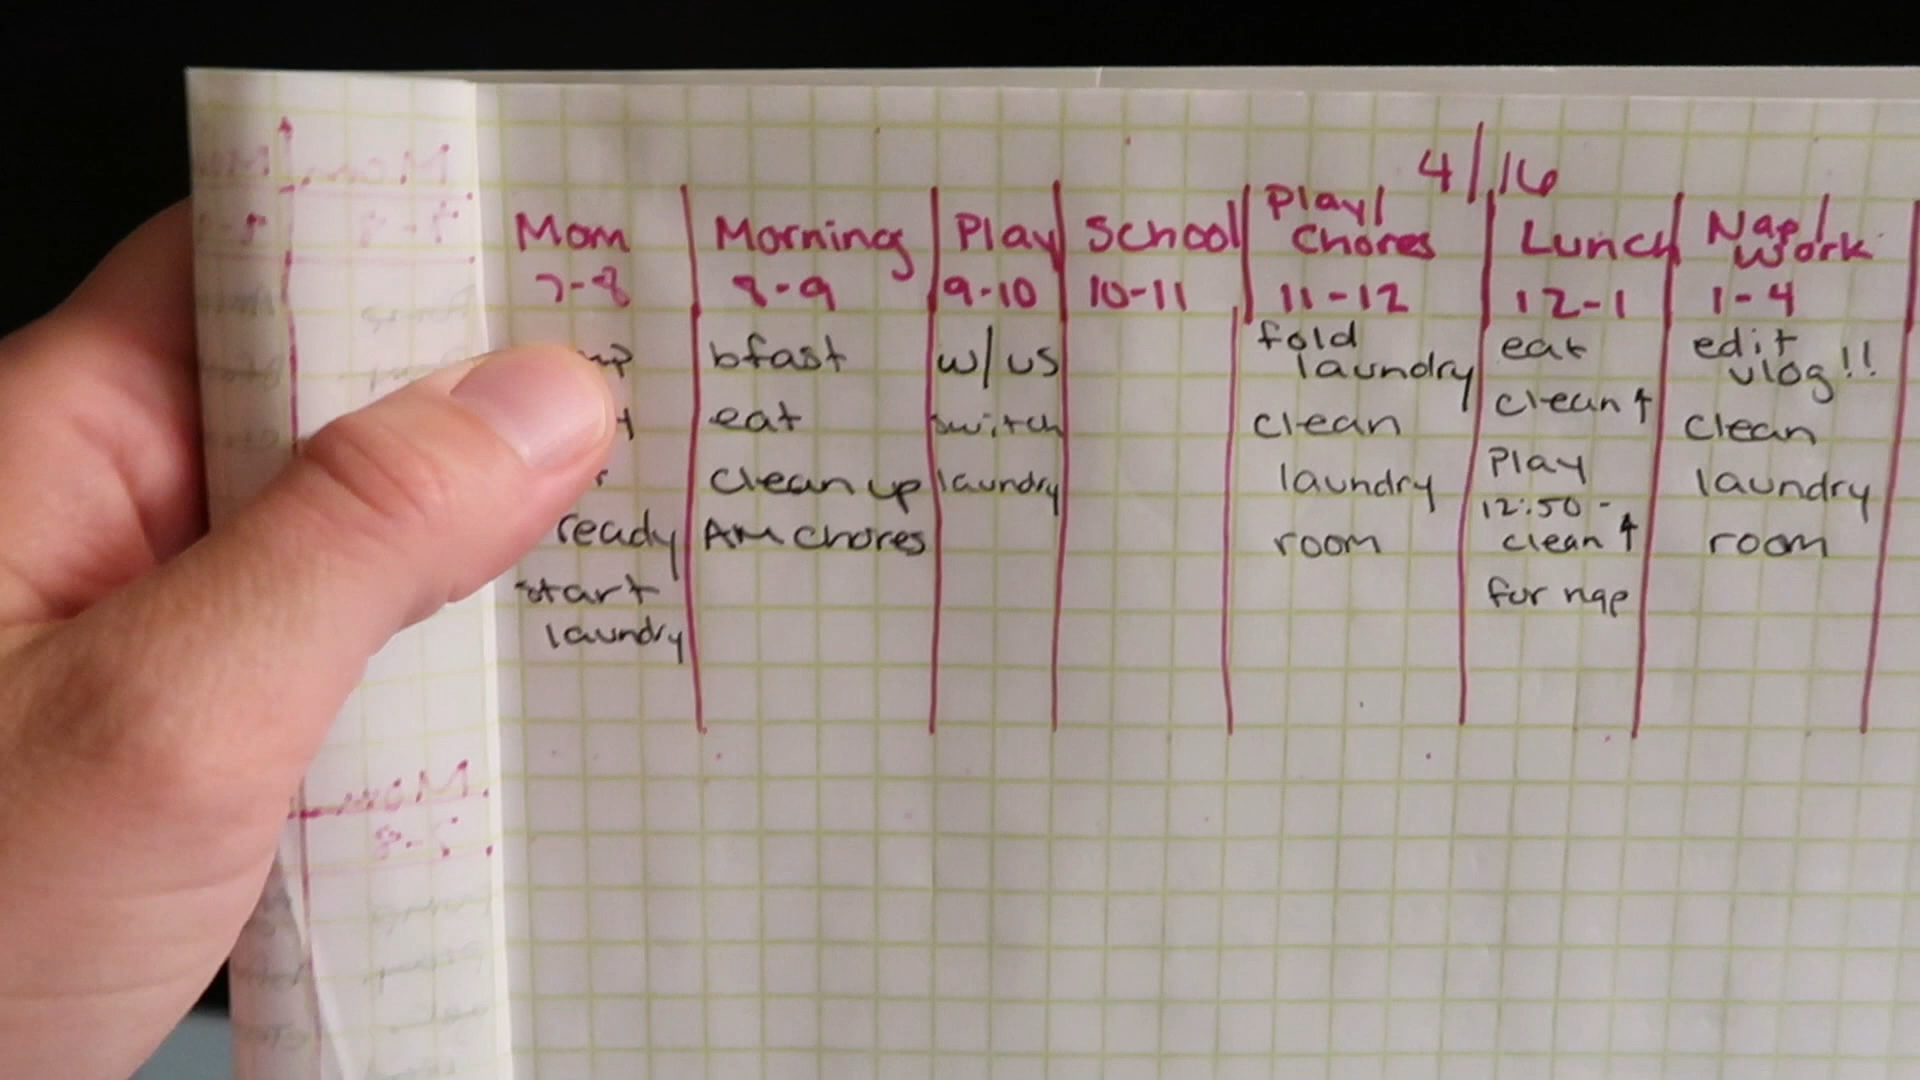 4/16
Mom
7-8
ready
start
laundry
Morning
8-9
bfast
eat
clean up
AM chores
Play
9-10
w/ us
switch
laundry
School
10-11
Play/
Chores
11-12
fold
laundry
clean
laundry
room
Lunch
12-1
eat
clean ↑
Play
12:50 -
clean ↑
for nap
Nap/
Work
1-4
edit
vlog!!
clean
laundry
room